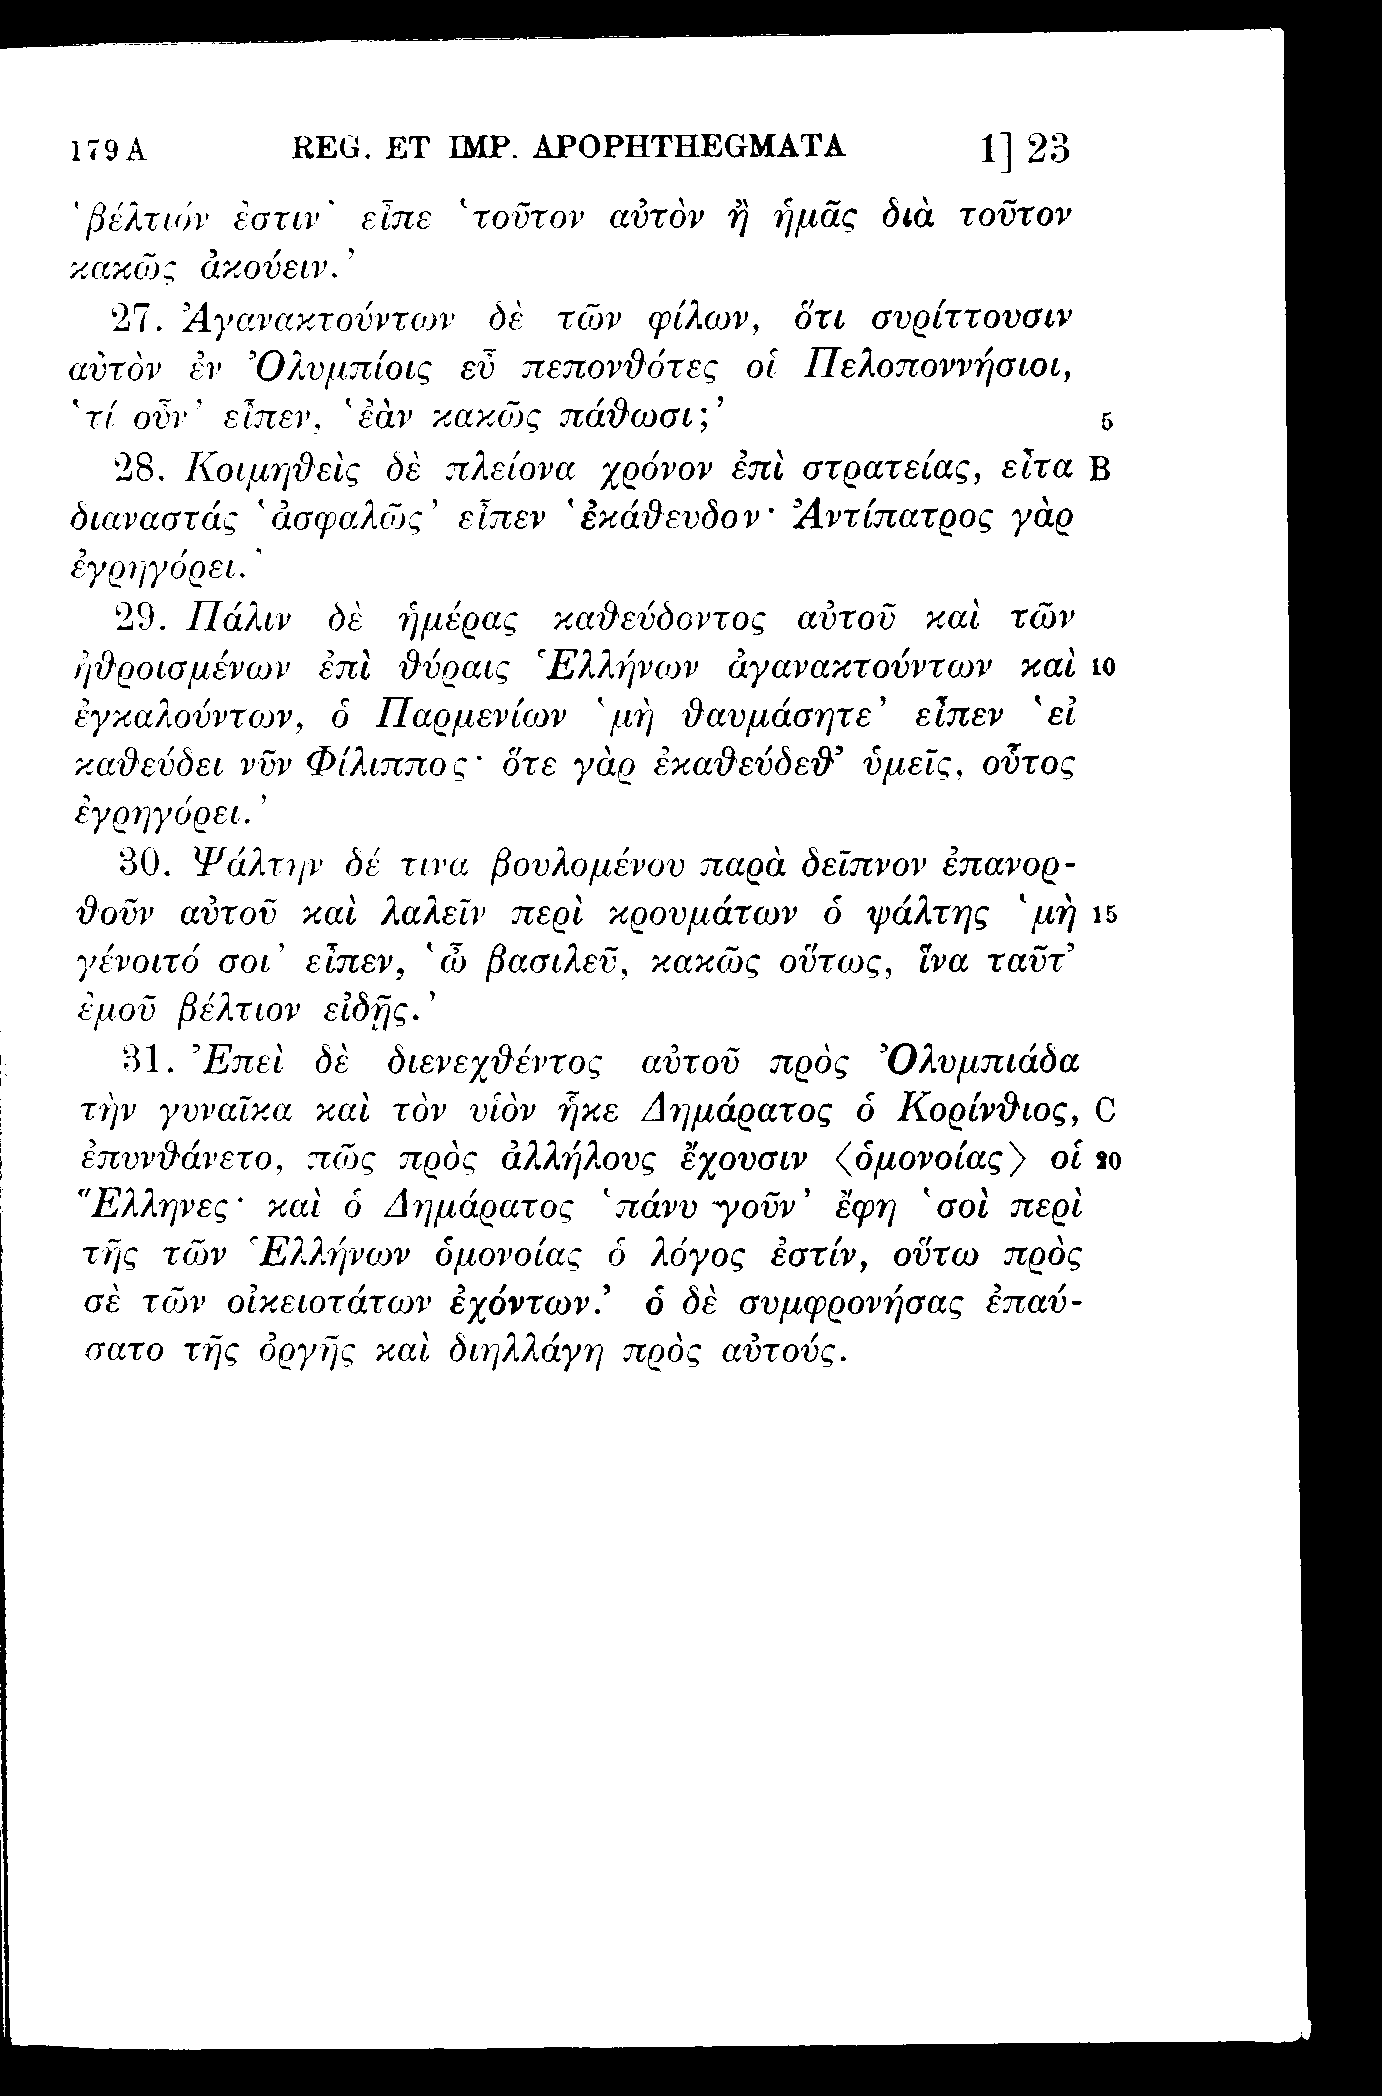 179 A REG. ET IMP. APOPHTHEGMATA 1] 23
‘βέλτιόν ἐστιν’ εἶπε ‘τοῦτον αὐτὸν ἢ ἡμᾶς διὰ τοῦτον
κακῶς ἀκούειν.’
27. Ἀγανακτούντων δὲ τῶν φίλων, ὅτι συρίττουσιν
αὐτὸν ἐν Ὀλυμπίοις εὖ πεπονθότες οἱ Πελοποννήσιοι,
‘τί οὖν’ εἶπεν, ‘ἐὰν κακῶς πάθωσι;’ 5
28. Κοιμηθεὶς δὲ πλείονα χρόνον ἐπὶ στρατείας, εἶτα B
διαναστάς ‘ἀσφαλῶς’ εἶπεν ‘ἐκάθευδον· Ἀντίπατρος γὰρ
ἐγρηγόρει.’
29. Πάλιν δὲ ἡμέρας καθεύδοντος αὐτοῦ καὶ τῶν
ἠθροισμένων ἐπὶ θύραις Ἑλλήνων ἀγανακτούντων καὶ 10
ἐγκαλούντων, ὁ Παρμενίων ‘μὴ θαυμάσητε’ εἶπεν ‘εἰ
καθεύδει νῦν Φίλιππος· ὅτε γὰρ ἐκαθεύδεθ’ ὑμεῖς, οὗτος
ἐγρηγόρει.’
30. Ψάλτην δέ τινα βουλομένου παρὰ δεῖπνον ἐπανορ-
θοῦν αὐτοῦ καὶ λαλεῖν περὶ κρουμάτων ὁ ψάλτης ‘μὴ 15
γένοιτό σοι’ εἶπεν, ‘ὦ βασιλεῦ, κακῶς οὕτως, ἵνα ταῦτ’
ἐμοῦ βέλτιον εἰδῇς.’
31. Ἐπεὶ δὲ διενεχθέντος αὐτοῦ πρὸς Ὀλυμπιάδα
τὴν γυναῖκα καὶ τὸν υἱὸν ἧκε Δημάρατος ὁ Κορίνθιος, C
ἐπυνθάνετο, πῶς πρὸς ἀλλήλους ἔχουσιν ⟨ὁμονοίας⟩ οἱ 20
Ἕλληνες· καὶ ὁ Δημάρατος ‘πάνυ γοῦν’ ἔφη ‘σοὶ περὶ
τῆς τῶν Ἑλλήνων ὁμονοίας ὁ λόγος ἐστίν, οὕτω πρὸς
σὲ τῶν οἰκειοτάτων ἐχόντων.’ ὁ δὲ συμφρονήσας ἐπαύ-
σατο τῆς ὀργῆς καὶ διηλλάγη πρὸς αὐτούς.